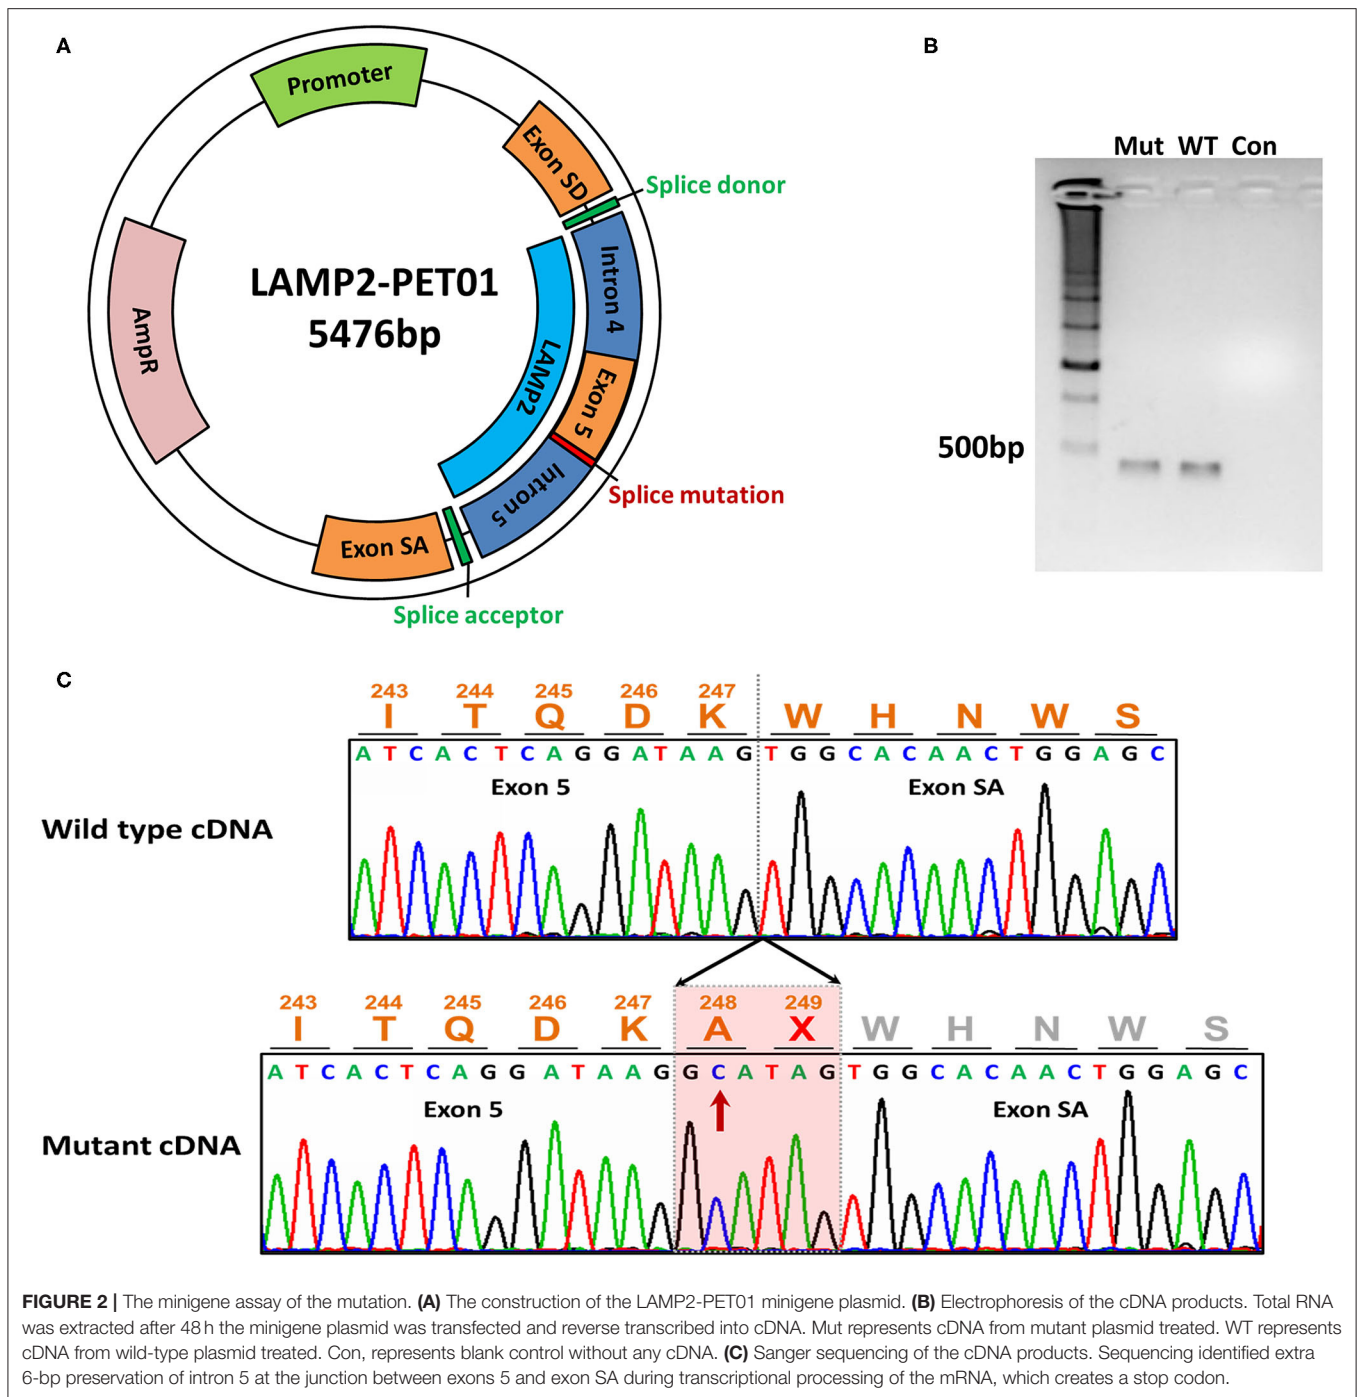 A
Promoter
Exon SD
Splice donor
Intron 4
LAMP2-PET01
5476bp
AmpR
LAMP2
Exon 5
Splice mutation
Intron 5
Exon SA
Splice acceptor
B
Mut WT Con
500bp
C
243 244 245 246 247
I T Q D K W H N W S
A T C A C T C A G G A T A A G T G G C A C A A C T G G A G C
Exon 5 Exon SA
Wild type cDNA
243 244 245 246 247 248 249
I T Q D K A X W H N W S
A T C A C T C A G G A T A A G G C A T A G T G G C A C A A C T G G A G C
Exon 5 Exon SA
Mutant cDNA
FIGURE 2 | The minigene assay of the mutation. (A) The construction of the LAMP2-PET01 minigene plasmid. (B) Electrophoresis of the cDNA products. Total RNA
was extracted after 48 h the minigene plasmid was transfected and reverse transcribed into cDNA. Mut represents cDNA from mutant plasmid treated. WT represents
cDNA from wild-type plasmid treated. Con, represents blank control without any cDNA. (C) Sanger sequencing of the cDNA products. Sequencing identified extra
6-bp preservation of intron 5 at the junction between exons 5 and exon SA during transcriptional processing of the mRNA, which creates a stop codon.